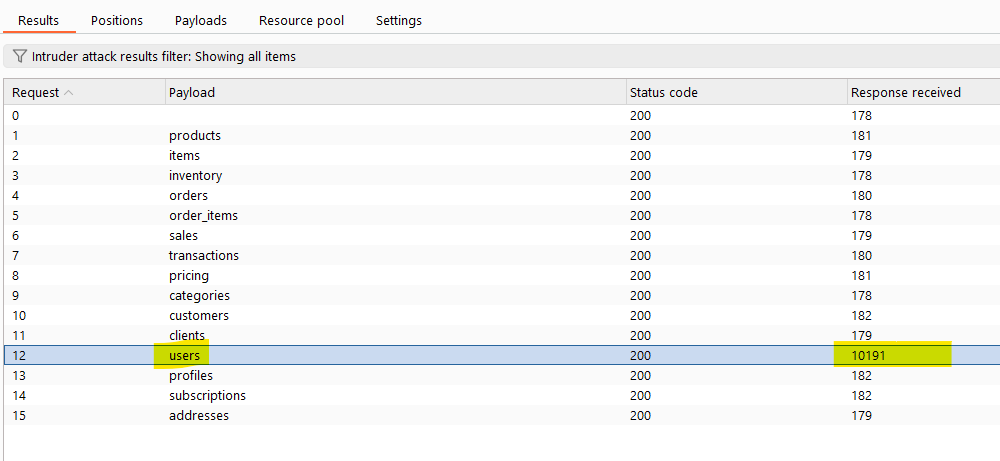 Results Positions Payloads Resource pool Settings
Intruder attack results filter: Showing all items
Request Payload Status code Response received
0 200 178
1 products 200 181
2 items 200 179
3 inventory 200 178
4 orders 200 180
5 order_items 200 178
6 sales 200 179
7 transactions 200 180
8 pricing 200 181
9 categories 200 178
10 customers 200 182
11 clients 200 179
12 users 200 10191
13 profiles 200 182
14 subscriptions 200 182
15 addresses 200 179